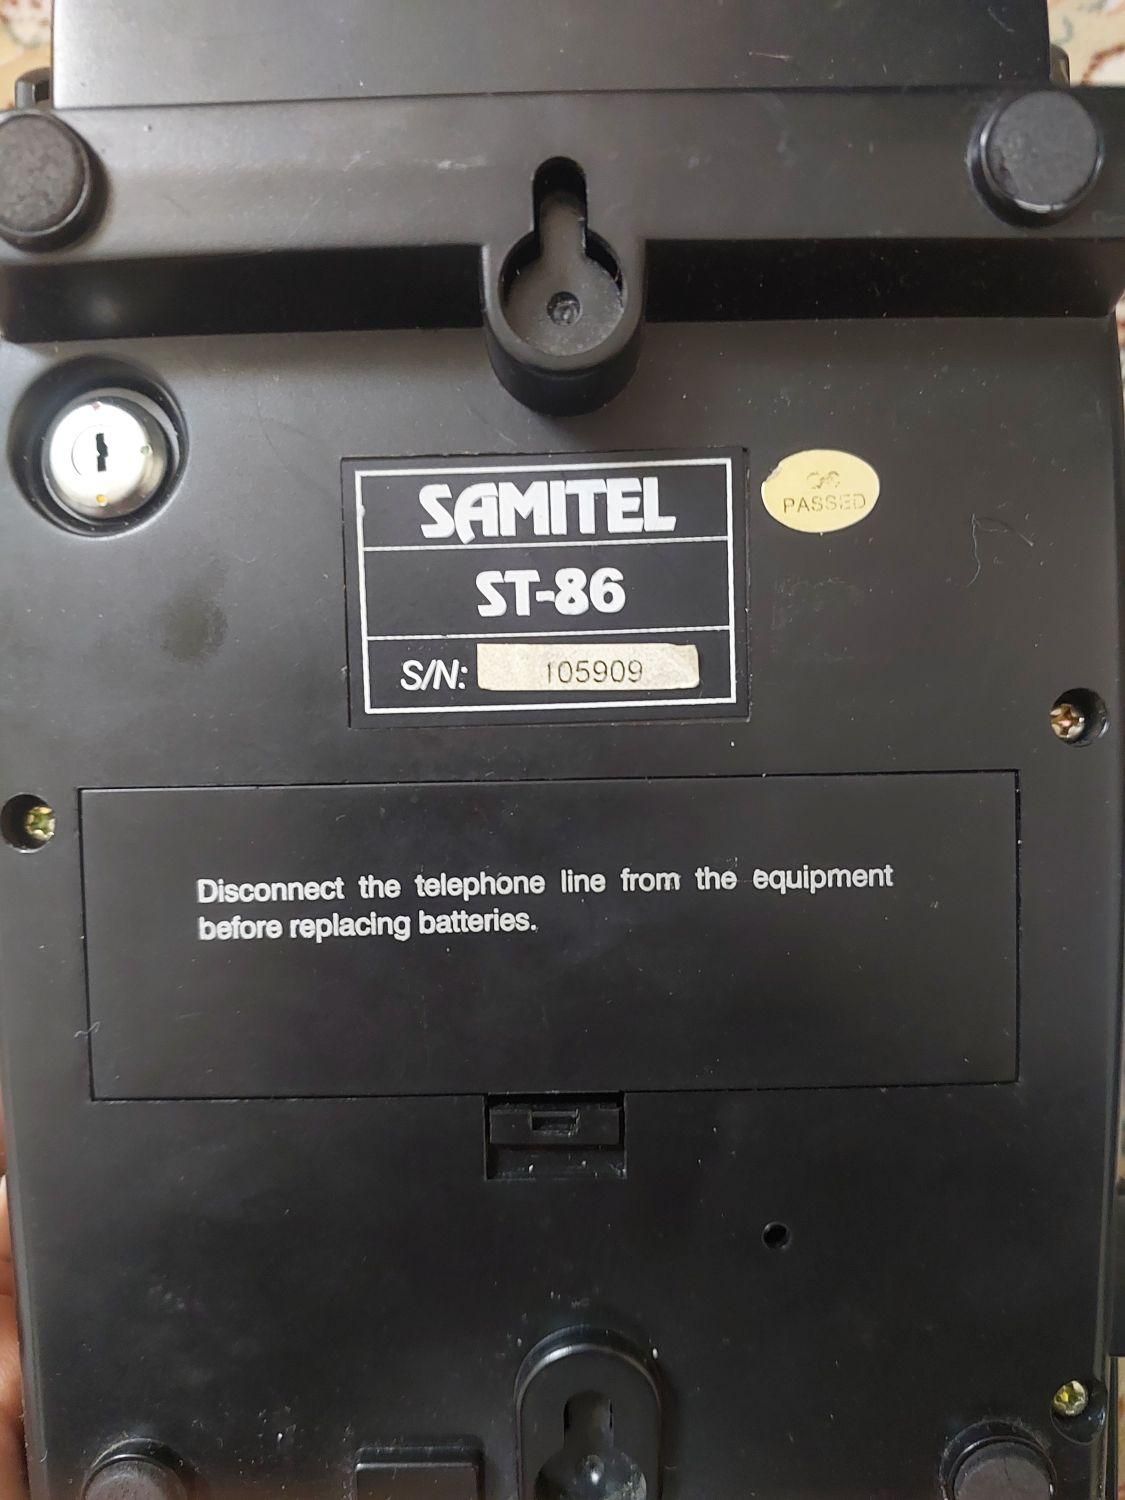 SAMITEL
PASSED
ST-86
S/N: 105909
Disconnect the telephone line from the equipment
before replacing batteries.